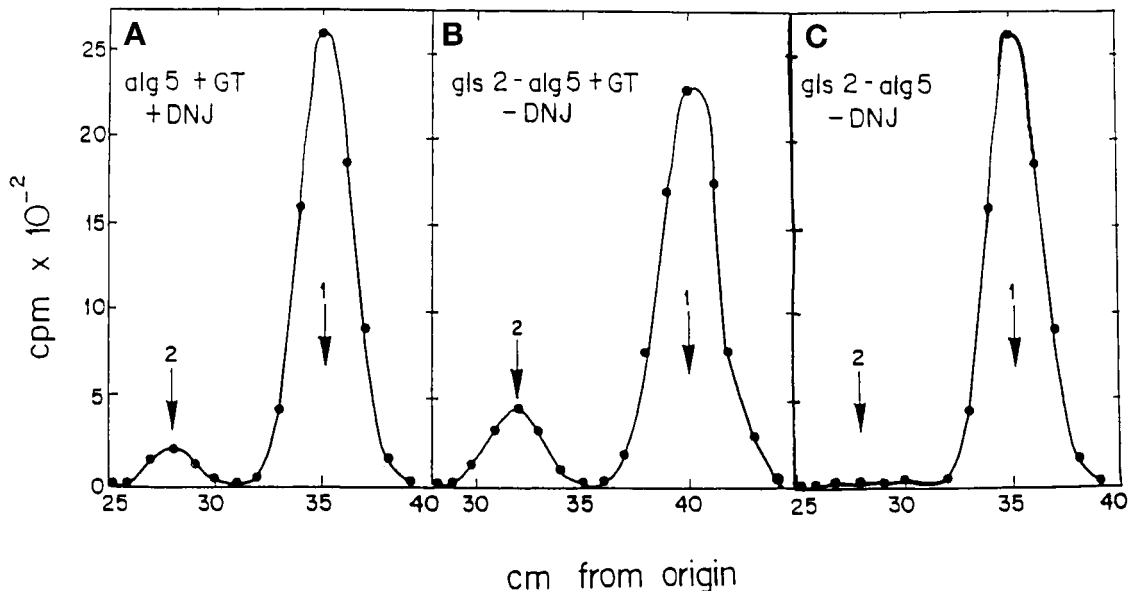 A
alg 5 + GT
+ DNJ
B
gls 2 - alg 5 + GT
- DNJ
C
gls 2 - alg 5
- DNJ
25
20
15
10
5
0
cpm x 10⁻²
2
1
2
1
2
1
25 30 35 40
30 35 40
25 30 35 40
cm from origin